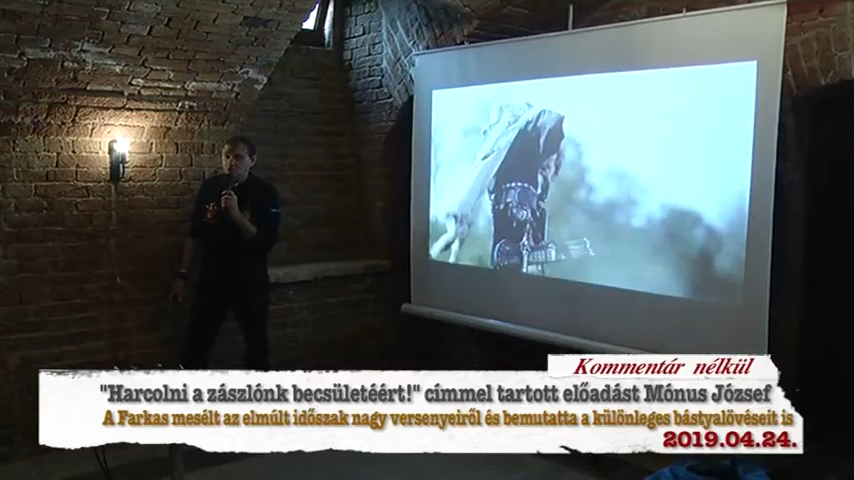 Kommentár nélkül
"Harcolni a zászlónk becsületéért!" címmel tartott előadást Mónus József
A Farkas mesélt az elmúlt időszak nagy versenyeiről és bemutatta a különleges bástyalövéseit is
2019.04.24.